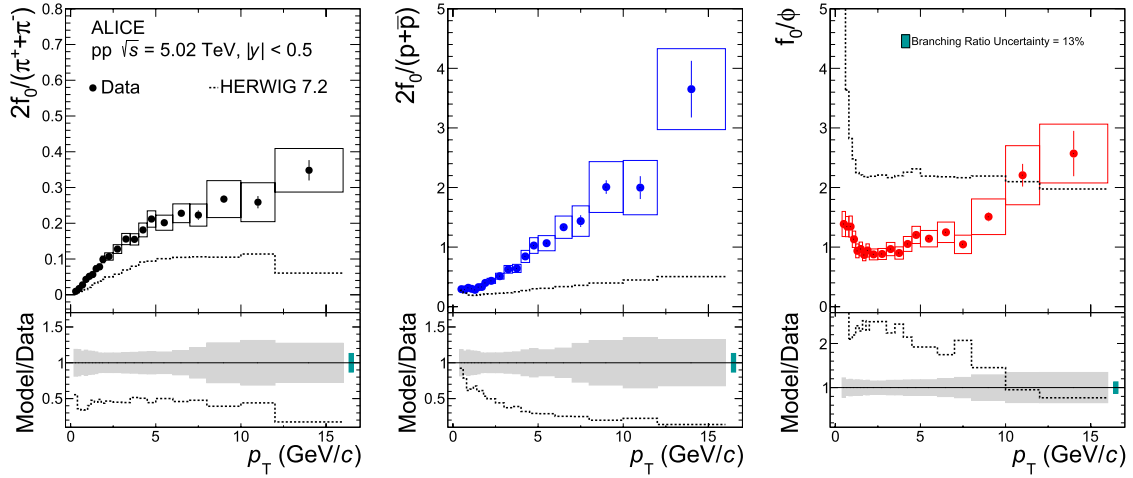 2f₀/(π⁺+π⁻)
0.8
0.7
0.6
0.5
0.4
0.3
0.2
0.1
0
ALICE
pp √s = 5.02 TeV, |y| < 0.5
Data
HERWIG 7.2
Model/Data
1.5
1
0.5
0 5 10 15
p_T (GeV/c)
2f₀/(p+p̅)
5
4
3
2
1
0
Model/Data
1.5
1
0.5
0 5 10 15
p_T (GeV/c)
f₀/ϕ
5
4
3
2
1
0
Branching Ratio Uncertainty = 13%
Model/Data
2
1
0 5 10 15
p_T (GeV/c)